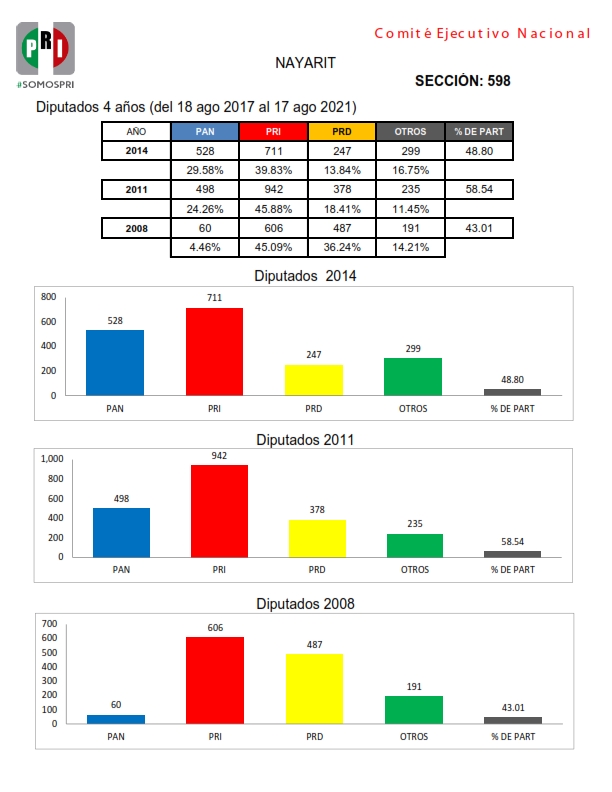 Comité Ejecutivo Nacional
PRI
#SOMOSPRI
NAYARIT
SECCIÓN: 598
Diputados 4 años (del 18 ago 2017 al 17 ago 2021)
AÑO PAN PRI PRD OTROS % DE PART
2014 528 711 247 299 48.80
29.58% 39.83% 13.84% 16.75%
2011 498 942 378 235 58.54
24.26% 45.88% 18.41% 11.45%
2008 60 606 487 191 43.01
4.46% 45.09% 36.24% 14.21%
Diputados 2014
800
711
600
528
400
299
247
200
48.80
0
PAN PRI PRD OTROS % DE PART
Diputados 2011
1,000
942
800
600
498
400
378
235
200
58.54
0
PAN PRI PRD OTROS % DE PART
Diputados 2008
700
606
600
500
487
400
300
200
191
100
60
43.01
0
PAN PRI PRD OTROS % DE PART